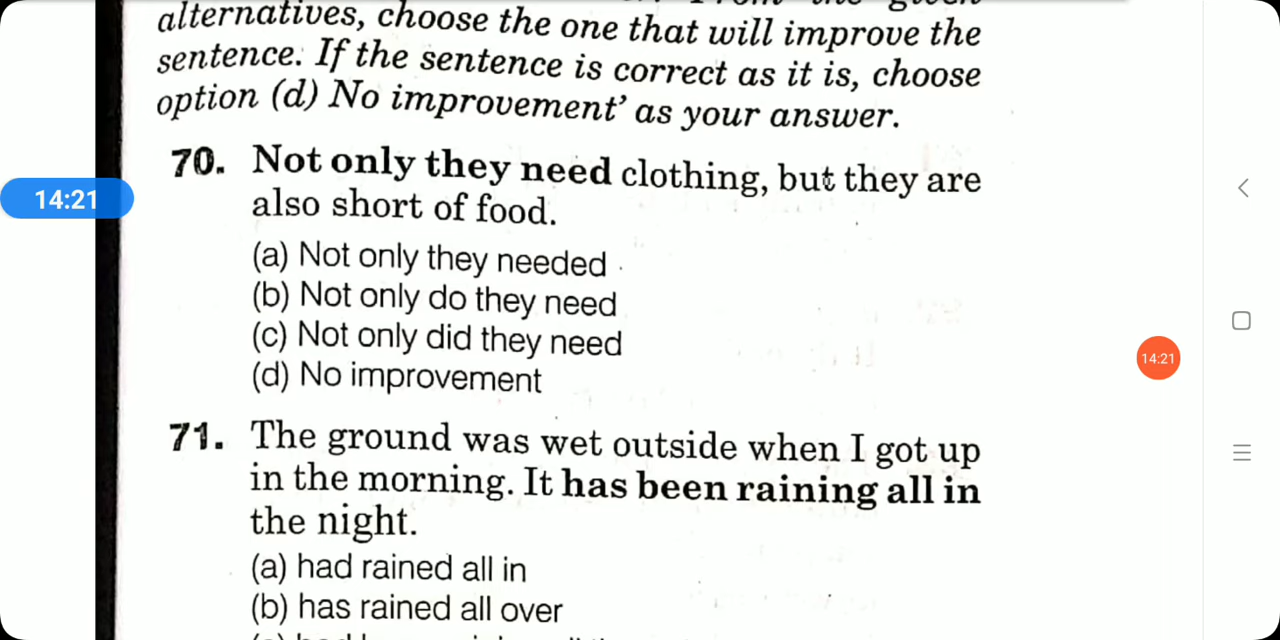 alternatives, choose the one that will improve the
sentence. If the sentence is correct as it is, choose
option (d) No improvement’ as your answer.
70. Not only they need clothing, but they are
also short of food.
(a) Not only they needed
(b) Not only do they need
(c) Not only did they need
(d) No improvement
71. The ground was wet outside when I got up
in the morning. It has been raining all in
the night.
(a) had rained all in
(b) has rained all over
14:21
14:21